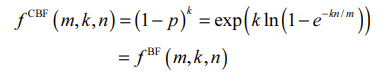 f^CBF (m,k,n) = (1 − p)^k = exp(k ln(1 − e^−kn/m))
= f^BF (m,k,n)